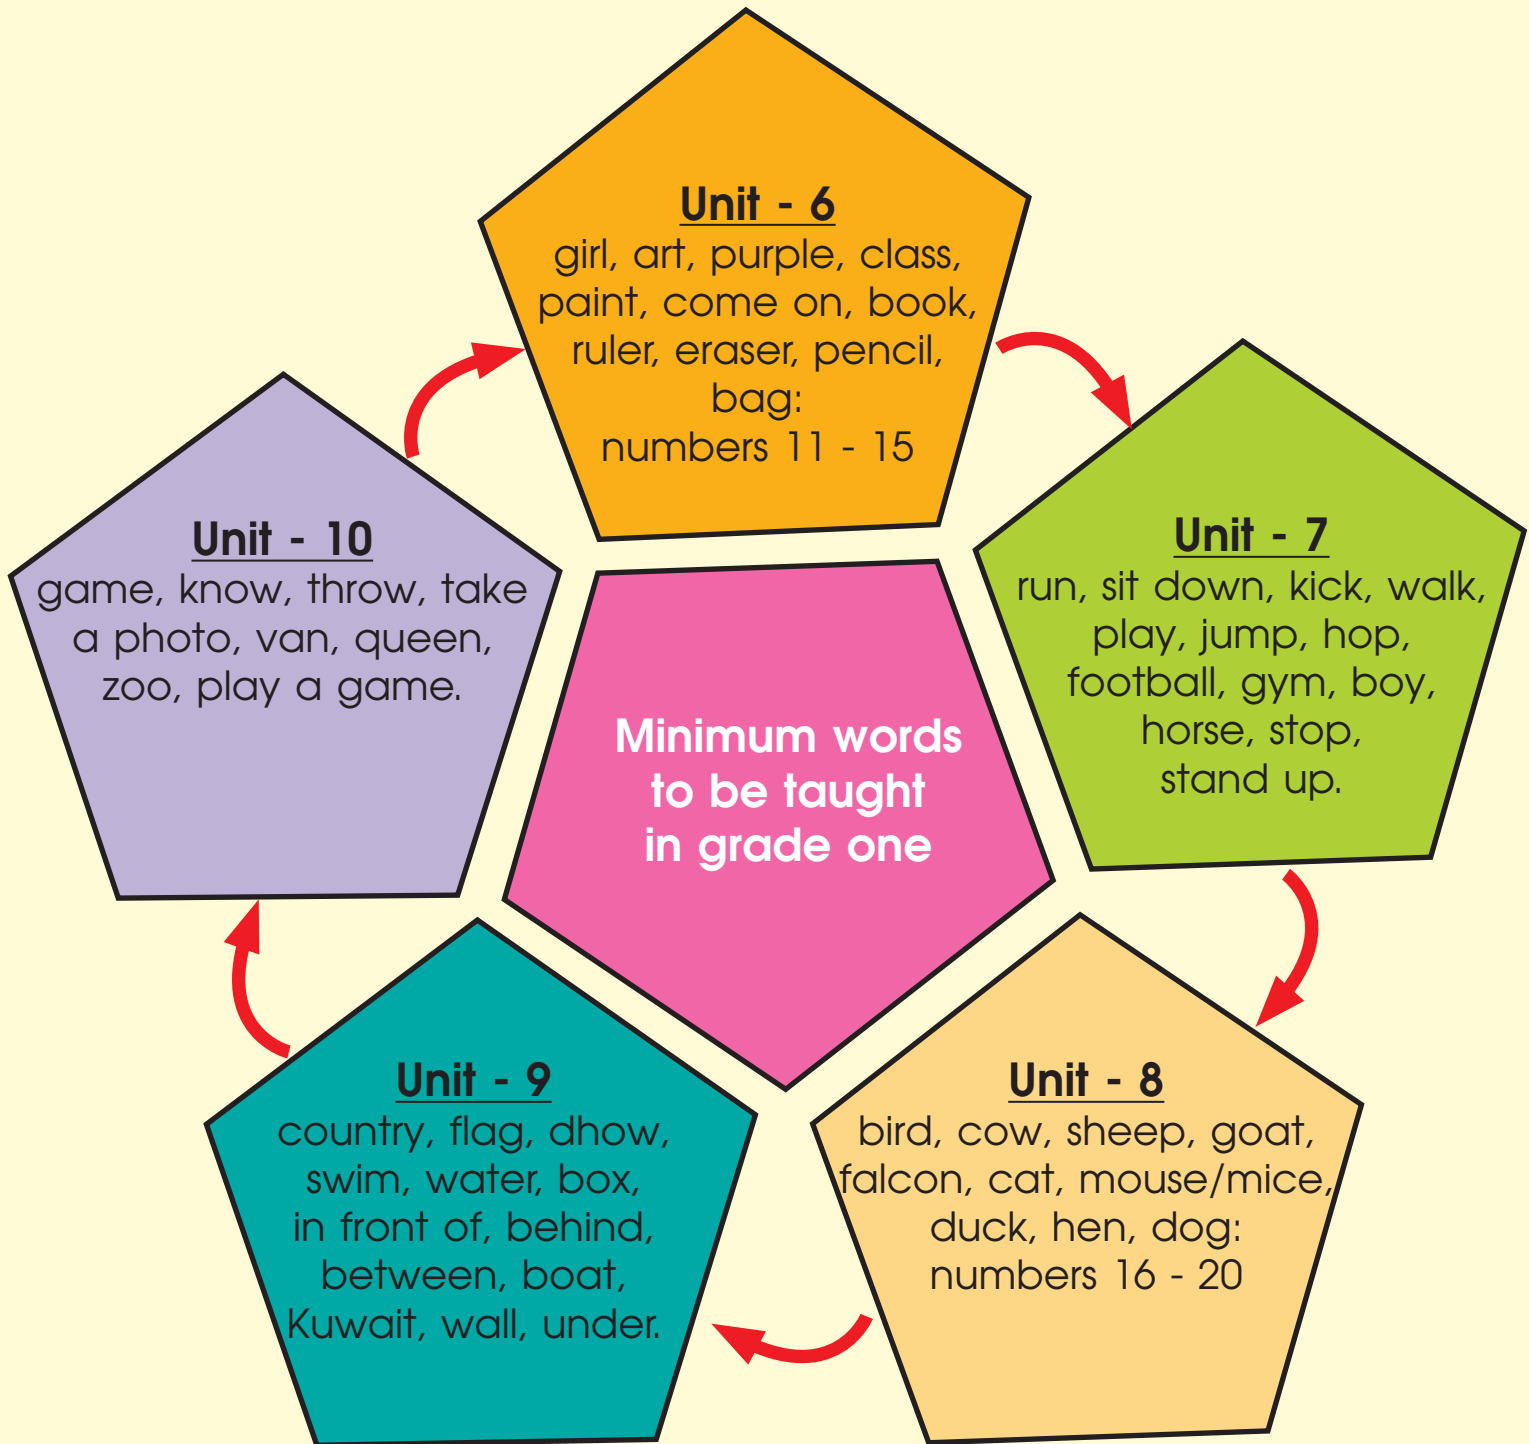 Unit - 6
girl, art, purple, class,
paint, come on, book,
ruler, eraser, pencil,
bag:
numbers 11 - 15
Unit - 7
run, sit down, kick, walk,
play, jump, hop,
football, gym, boy,
horse, stop,
stand up.
Unit - 8
bird, cow, sheep, goat,
falcon, cat, mouse/mice,
duck, hen, dog:
numbers 16 - 20
Unit - 9
country, flag, dhow,
swim, water, box,
in front of, behind,
between, boat,
Kuwait, wall, under.
Unit - 10
game, know, throw, take
a photo, van, queen,
zoo, play a game.
Minimum words
to be taught
in grade one